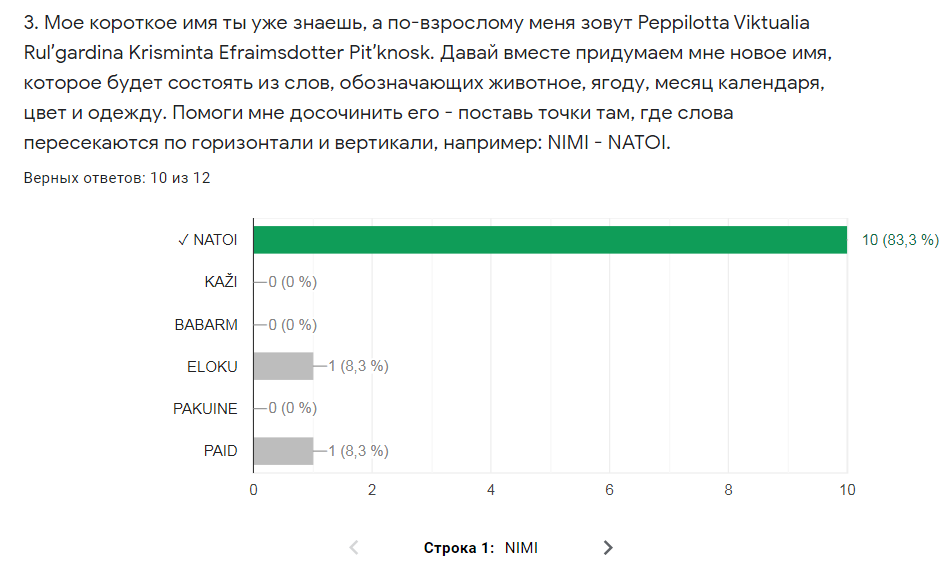 3. Мое короткое имя ты уже знаешь, а по-взрослому меня зовут Peppilotta Viktualia
Rul'gardina Krisminta Efraimsdotter Pit'knosk. Давай вместе придумаем мне новое имя,
которое будет состоять из слов, обозначающих животное, ягоду, месяц календаря,
цвет и одежду. Помоги мне досочинить его - поставь точки там, где слова
пересекаются по горизонтали и вертикали, например: NIMI - NATOI.
Верных ответов: 10 из 12
✓ NATOI 10 (83,3 %)
KAŽI 0 (0 %)
BABARM 0 (0 %)
ELOKU 1 (8,3 %)
PAKUINE 0 (0 %)
PAID 1 (8,3 %)
0 2 4 6 8 10
Строка 1: NIMI